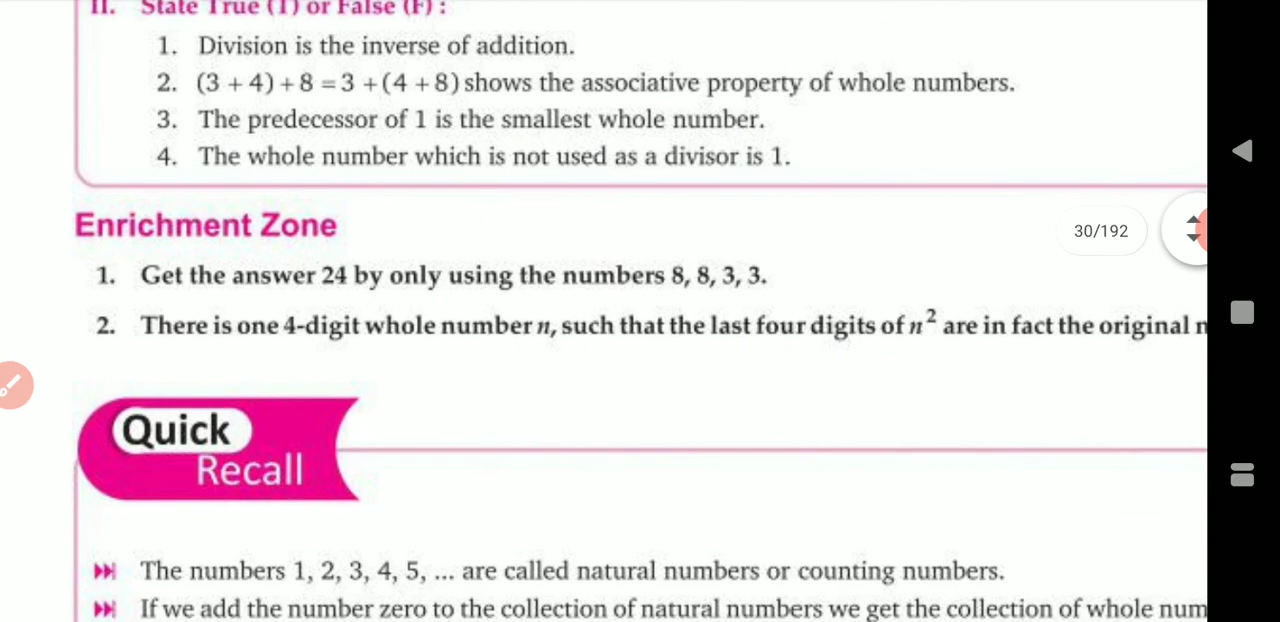 II. State True (T) or False (F) :
1. Division is the inverse of addition.
2. (3 + 4) + 8 = 3 + (4 + 8) shows the associative property of whole numbers.
3. The predecessor of 1 is the smallest whole number.
4. The whole number which is not used as a divisor is 1.
Enrichment Zone
30/192
1. Get the answer 24 by only using the numbers 8, 8, 3, 3.
2. There is one 4-digit whole number n, such that the last four digits of n² are in fact the original
Quick
Recall
The numbers 1, 2, 3, 4, 5, ... are called natural numbers or counting numbers.
If we add the number zero to the collection of natural numbers we get the collection of whole num